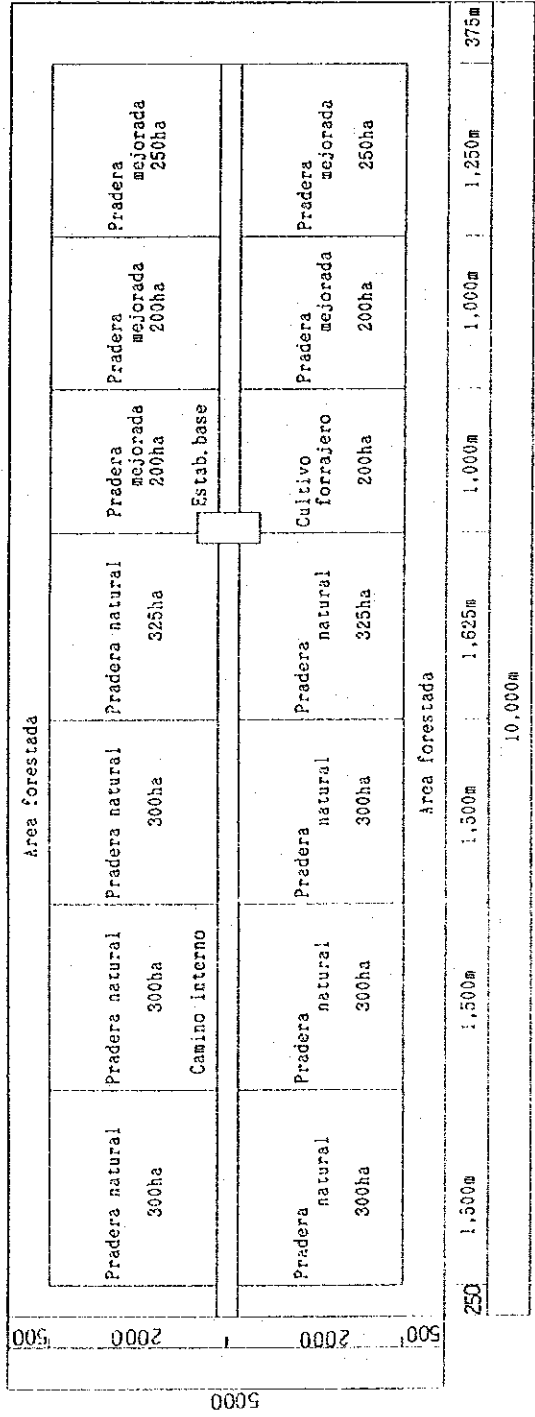 Area forestada
Pradera natural
300ha
Pradera natural
300ha
Camino interno
Pradera natural
300ha
Pradera natural
325ha
Pradera
mejorada
200ha
Estab.base
Pradera
mejorada
200ha
Pradera
mejorada
250ha
Pradera
natural
300ha
Pradera
natural
300ha
Pradera
natural
300ha
Pradera
natural
325ha
Cultivo
forrajero
200ha
Pradera
mejorada
200ha
Pradera
mejorada
250ha
Area forestada
500
2000
2000
500
5000
250
1,500m
1,500m
1,500m
1,625m
1,000m
1,000m
1,250m
375m
10,000m